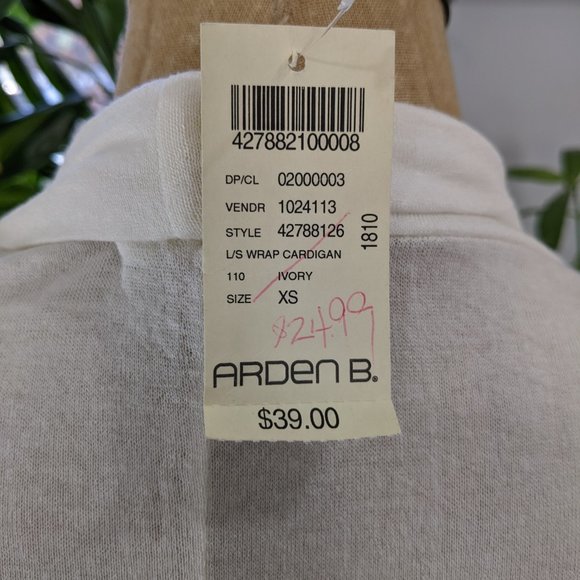 427882100008
DP/CL 02000003
VENDR 1024113
STYLE 42788126
1810
L/S WRAP CARDIGAN
110 IVORY
SIZE XS
$24.99
ARDEN B.
$39.00